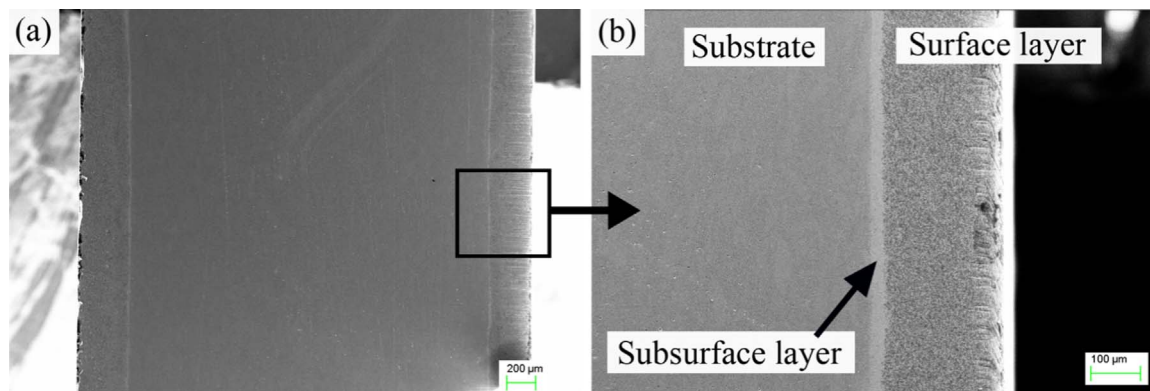 (a)
200 µm
(b)
Substrate
Surface layer
Subsurface layer
100 µm